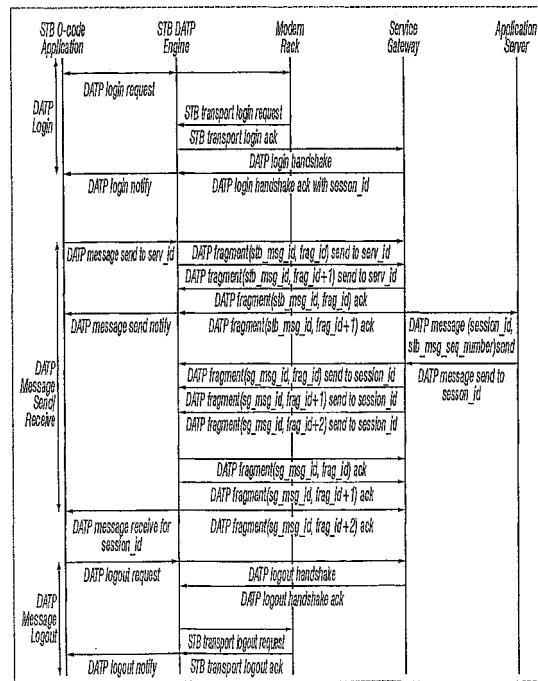 STB O-code Application
STB DATP Engine
Modem Rack
Service Gateway
Application Server
DATP Login
DATP login request
STB transport login request
STB transport login ack
DATP login handshake
DATP login notify
DATP login handshake ack with session_id
DATP Message Send/ Receive
DATP message send to serv_id
DATP fragment(stb_msg_id, frag_id) send to serv_id
DATP fragment(stb_msg_id, frag_id+1) send to serv_id
DATP fragment(stb_msg_id, frag_id) ack
DATP message send notify
DATP fragment(stb_msg_id, frag_id+1) ack
DATP message (session_id, stb_msg_seq_number)send
DATP fragment(sg_msg_id, frag_id) send to session_id
DATP message send to sesson_id
DATP fragment(sg_msg_id, frag_id+1) send to session_id
DATP fragment(sg_msg_id, frag_id+2) send to session_id
DATP fragment(sg_msg_id, frag_id) ack
DATP fragment(sg_msg_id, frag_id+1) ack
DATP message receive for session_id
DATP fragment(sg_msg_id, frag_id+2) ack
DATP Message Logout
DATP logout request
DATP logout handshake
DATP logout handshake ack
STB transport logout request
DATP logout notify
STB transport logout ack